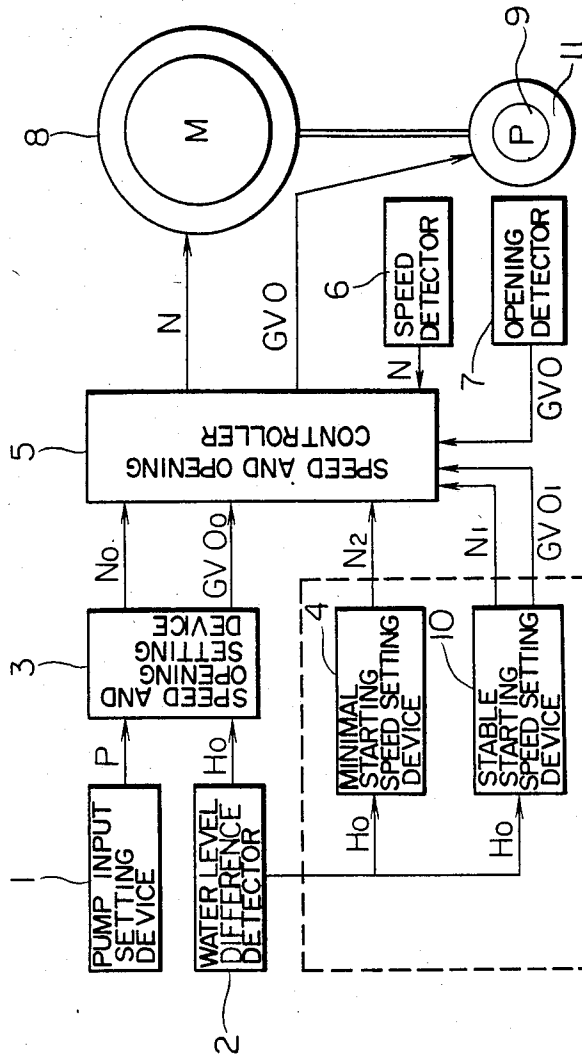 1
PUMP INPUT
SETTING
DEVICE
P
3
SPEED AND
OPENING
SETTING
DEVICE
No
GVOo
5
SPEED AND OPENING
CONTROLLER
N
GVO
8
M
2
WATER LEVEL
DIFFERENCE
DETECTOR
Ho
Ho
4
MINIMAL
STARTING
SPEED SETTING
DEVICE
N2
Ho
10
STABLE
STARTING
SPEED SETTING
DEVICE
N1
GVO1
6
SPEED
DETECTOR
N
7
OPENING
DETECTOR
GVO
P
9
11